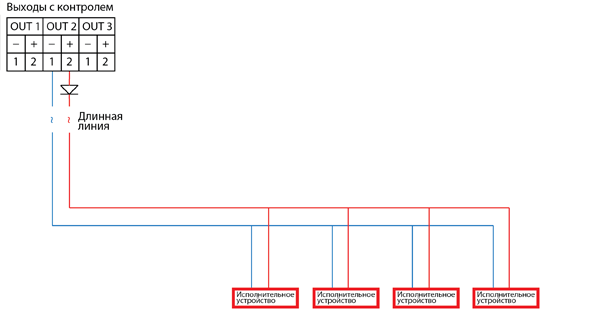 Выходы с контролем
OUT 1 OUT 2 OUT 3
− + − + − +
1 2 1 2 1 2
~ ~
Длинная
линия
Исполнительное Исполнительное Исполнительное Исполнительное
устройство устройство устройство устройство